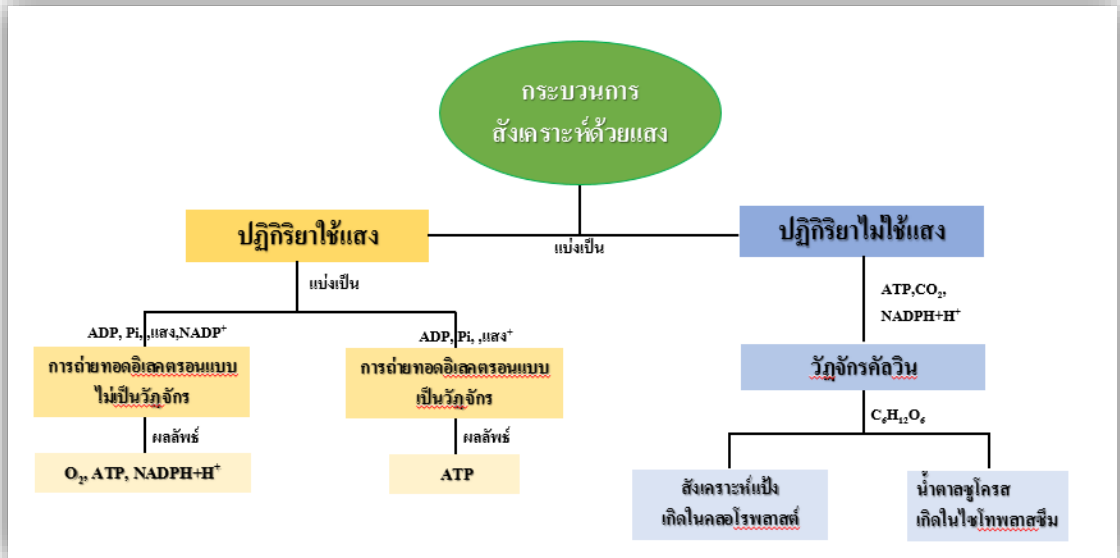 กระบวนการ
สังเคราะห์ด้วยแสง
ปฏิกิริยาใช้แสง
แบ่งเป็น
ปฏิกิริยาไม่ใช้แสง
แบ่งเป็น
ATP,CO₂,
NADPH+H⁺
ADP, Pi, ,แสง,NADP⁺
ADP, Pi, ,แสง⁺
การถ่ายทอดอิเลคตรอนแบบ
ไม่เป็นวัฎจักร
การถ่ายทอดอิเลคตรอนแบบ
เป็นวัฎจักร
วัฏจักรคัลวิน
ผลลัพธ์
ผลลัพธ์
C₆H₁₂O₆
O₂, ATP, NADPH+H⁺
ATP
สังเคราะห์แป้ง
เกิดในคลอโรพลาสต์
น้ำตาลซูโครส
เกิดในไซโทพลาสซึม